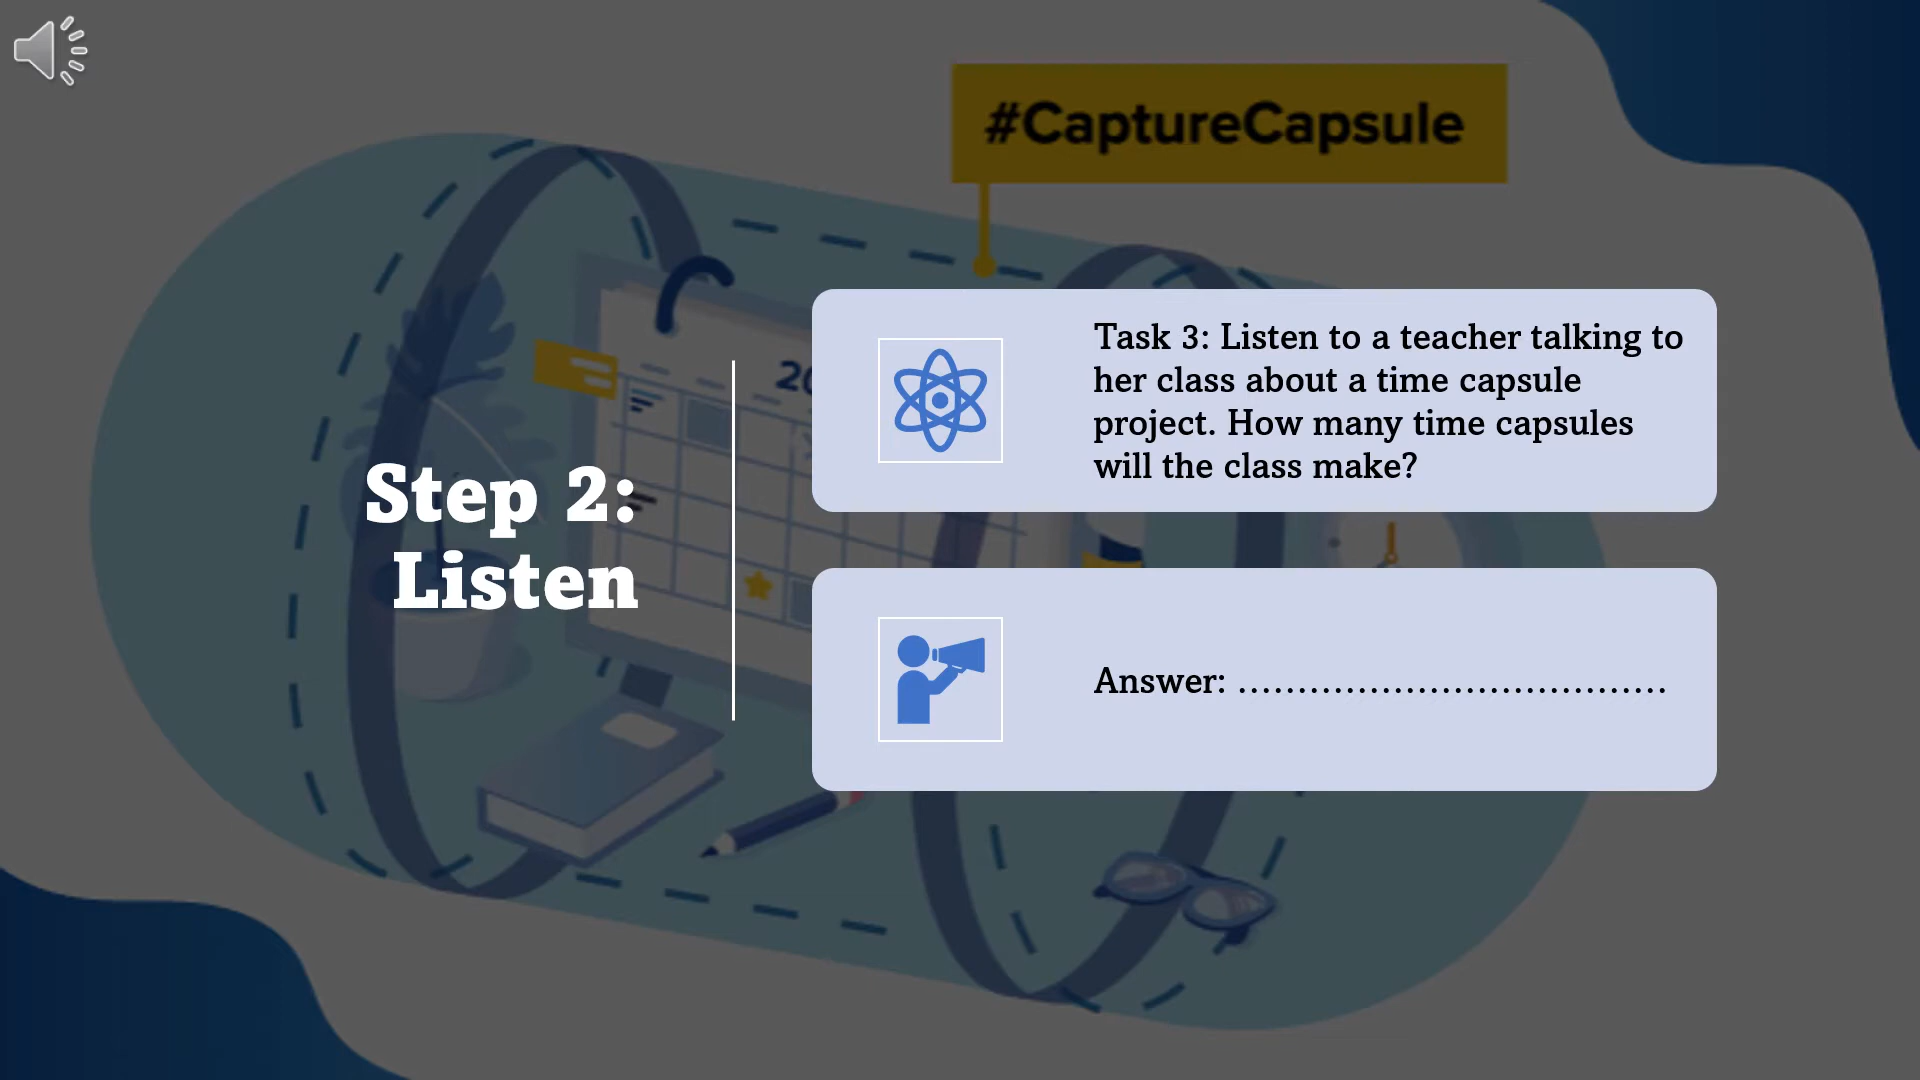 #CaptureCapsule
20
Step 2:
Listen
Task 3: Listen to a teacher talking to
her class about a time capsule
project. How many time capsules
will the class make?
Answer: ....................................